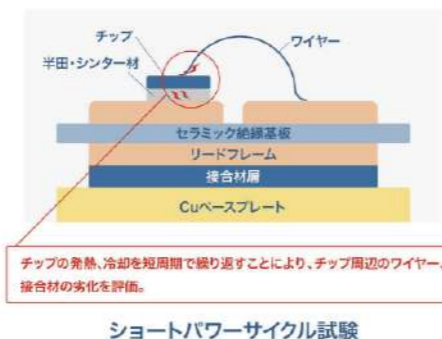 チップ
ワイヤー
半田・シンター材
セラミック絶縁基板
リードフレーム
接合材層
Cuベースプレート
チップの発熱、冷却を短周期で繰り返すことにより、チップ周辺のワイヤー、
接合材の劣化を評価。
ショートパワーサイクル試験